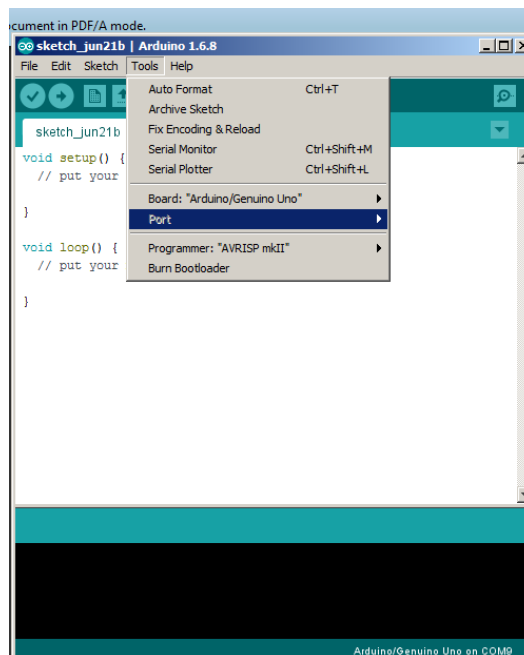 ocument in PDF/A mode.
sketch_jun21b | Arduino 1.6.8
File Edit Sketch Tools Help
Auto Format Ctrl+T
Archive Sketch
sketch_jun21b
Fix Encoding & Reload
Serial Monitor Ctrl+Shift+M
Serial Plotter Ctrl+Shift+L
Board: "Arduino/Genuino Uno"
Port
Programmer: "AVRISP mkII"
Burn Bootloader
void setup() {
// put your
}
void loop() {
// put your
}
Arduino/Genuino Uno on COM9